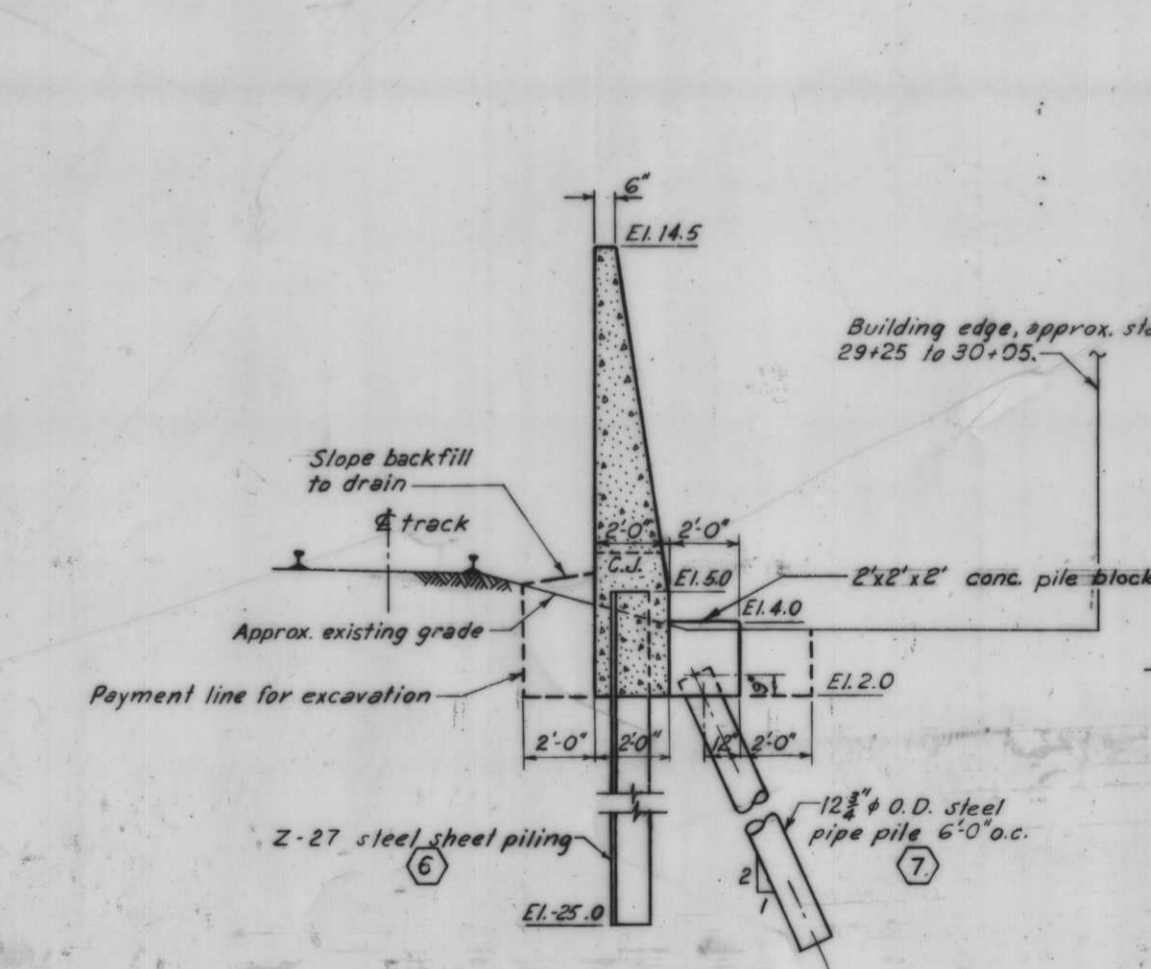 6"
El. 14.5
Building edge, approx.
29+25 to 30+05.
Slope backfill
to drain
℄ track
2'-0" 2'-0"
C.J.
El. 5.0
2'x2'x2' conc. pile block
El. 4.0
Approx. existing grade
Payment line for excavation
9"
El. 2.0
2'-0" 2'-0" 12" 2'-0"
12¾"ϕ O.D. steel
pipe pile 6'-0" o.c.
Z-27 steel sheet piling
6
7.
2
1
El.-25.0